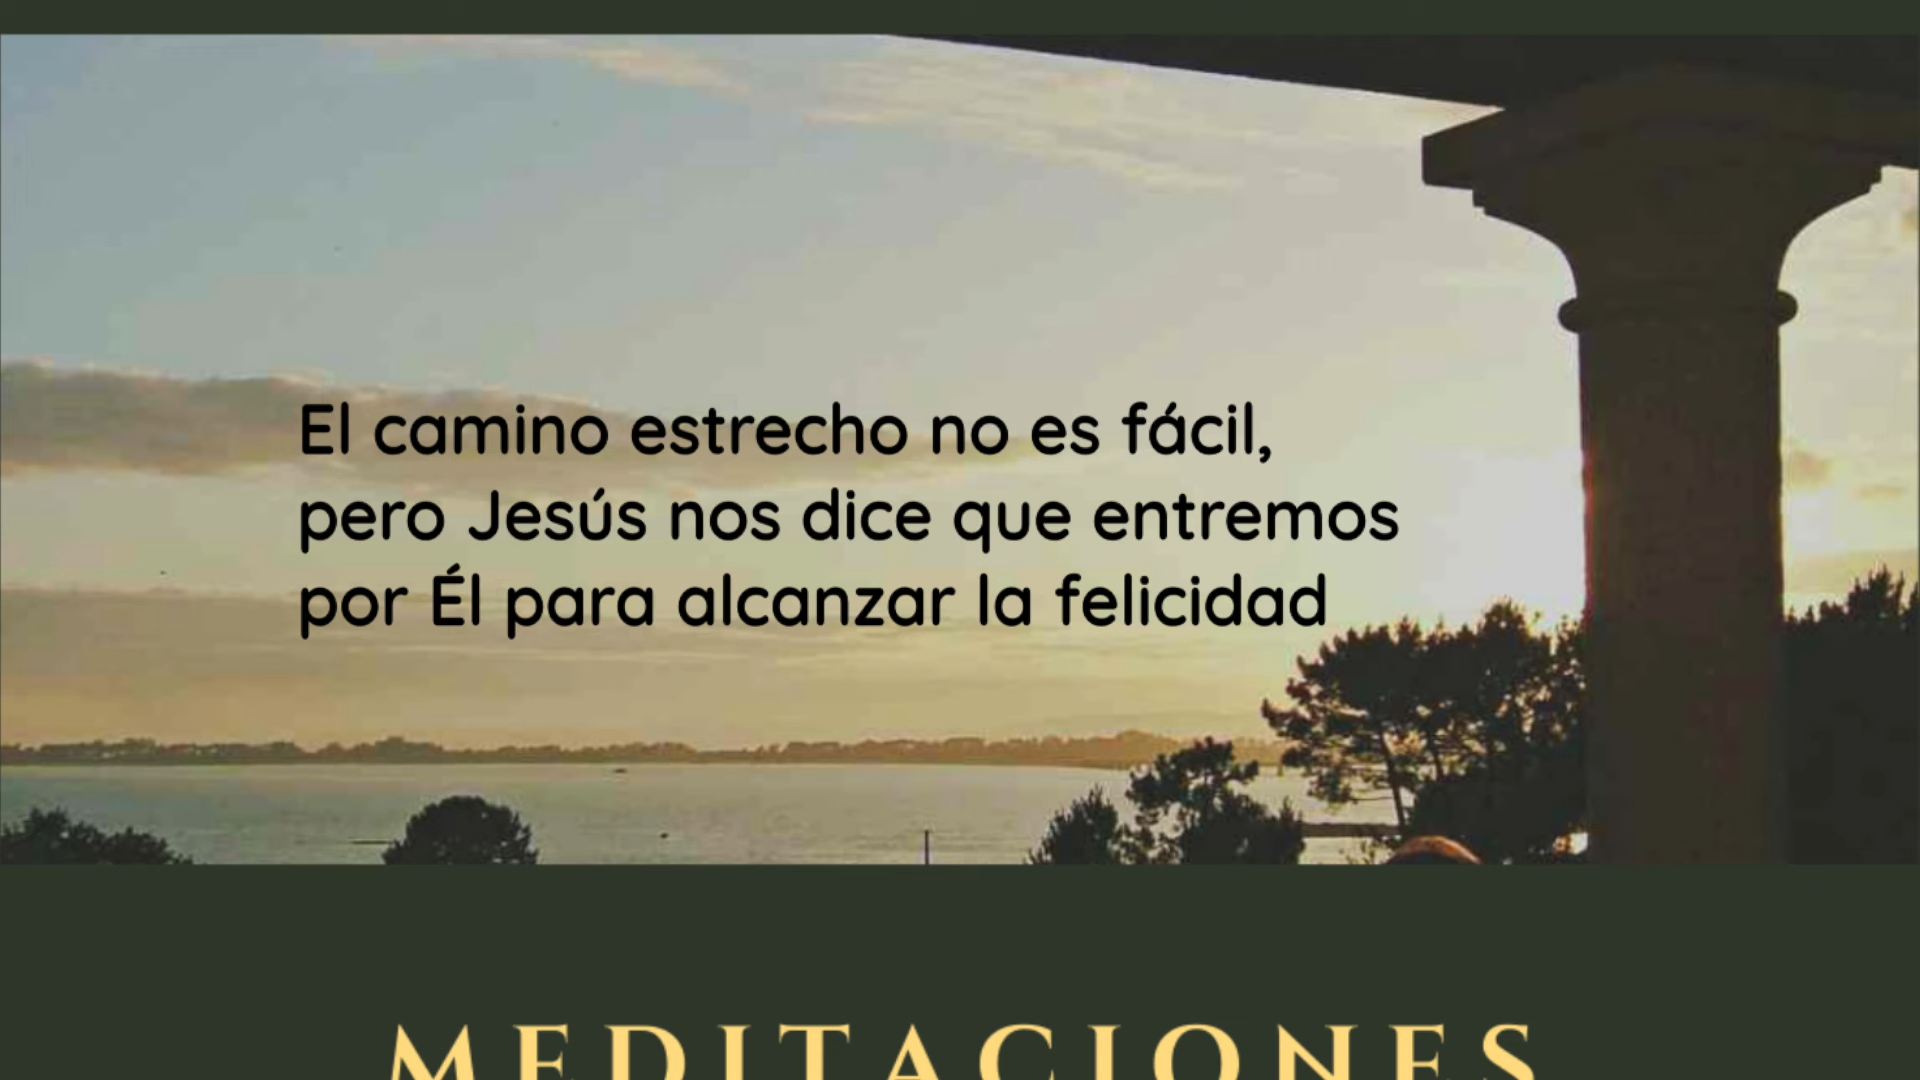 El camino estrecho no es fácil,
pero Jesús nos dice que entremos
por Él para alcanzar la felicidad
MEDITACIONES